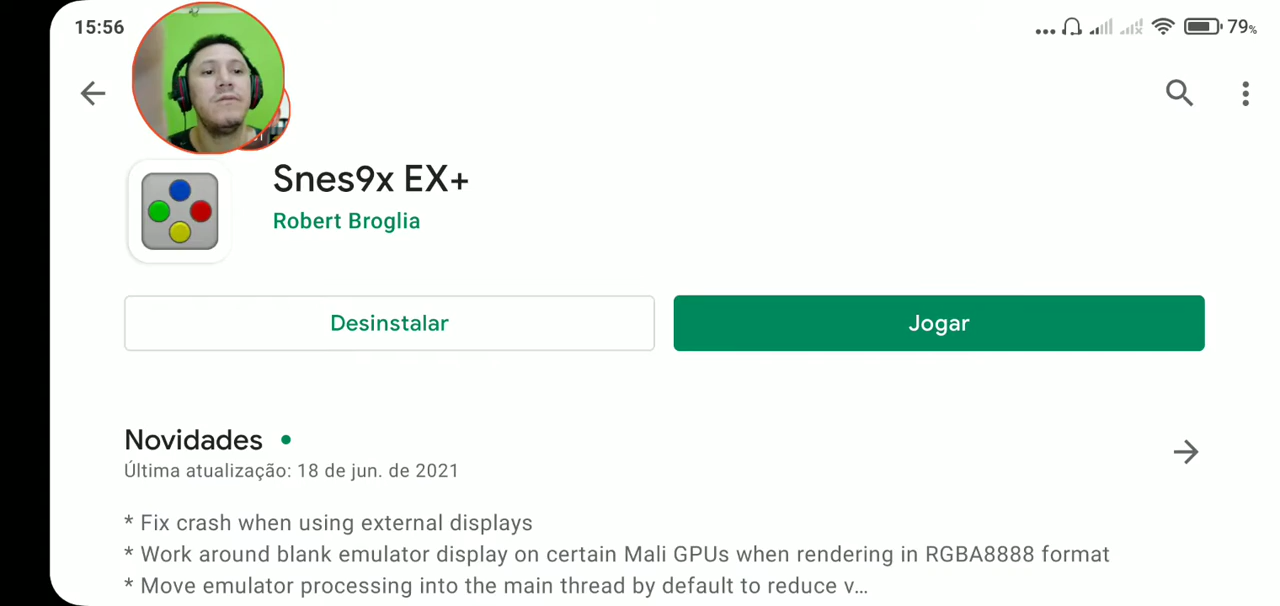 15:56
79%
Snes9x EX+
Robert Broglia
Desinstalar
Jogar
Novidades
Última atualização: 18 de jun. de 2021
* Fix crash when using external displays
* Work around blank emulator display on certain Mali GPUs when rendering in RGBA8888 format
* Move emulator processing into the main thread by default to reduce v...